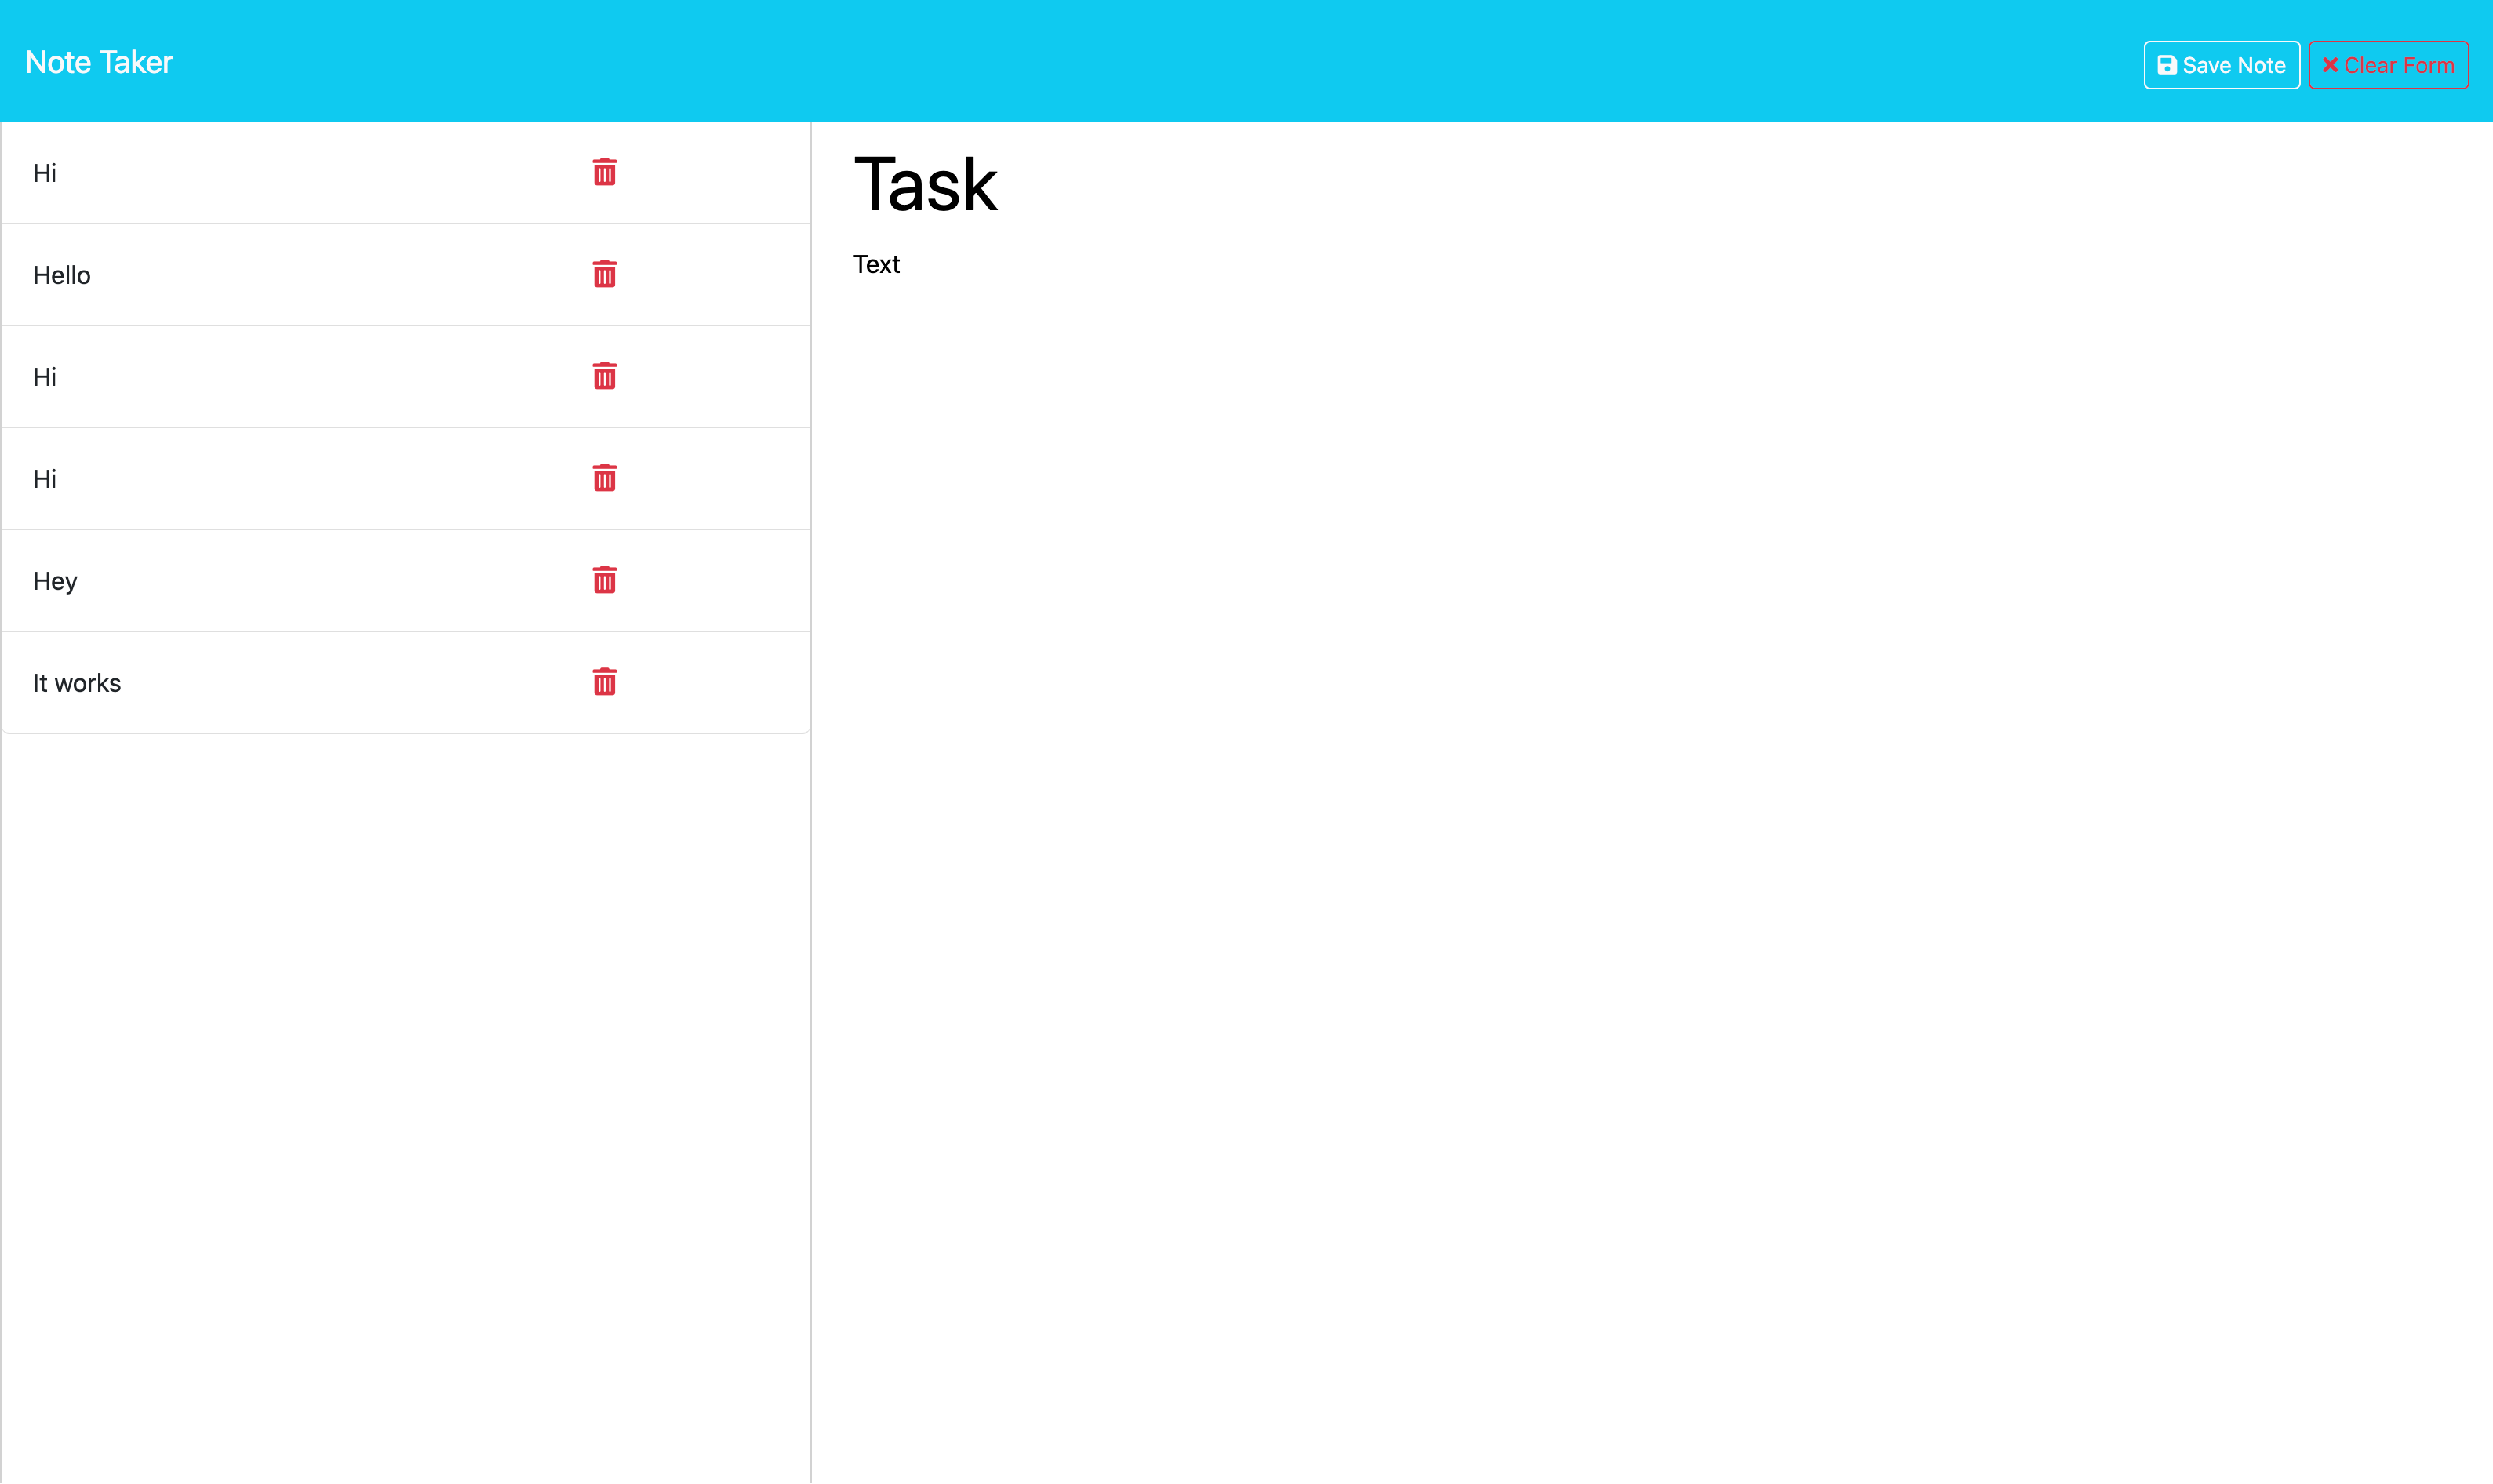 Note Taker
Save Note
Clear Form
Hi
Hello
Hi
Hi
Hey
It works
Task
Text